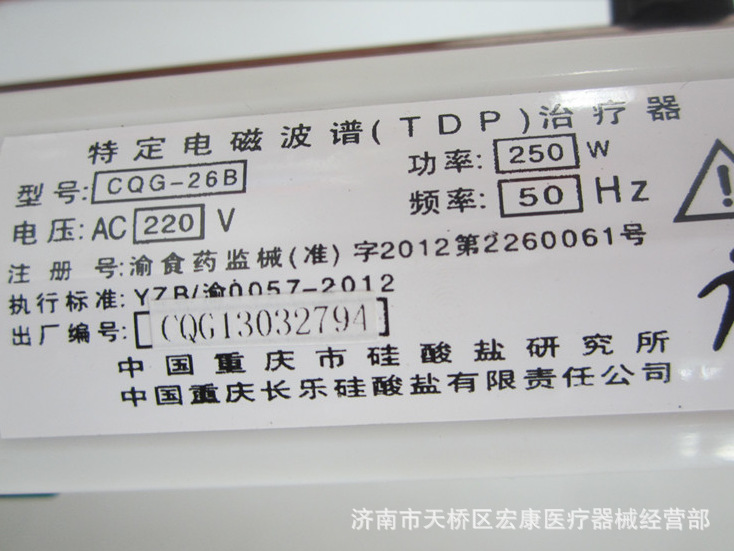 特定电磁波谱(TDP)治疗器
型号:CQG-26B 功率:250W
电压:AC 220 V 频率:50 Hz
注册号:渝食药监械(准)字2012第2260061号
执行标准:YZB/渝0057-2012
出厂编号:[CQG13032794]
中国重庆市硅酸盐研究所
中国重庆长乐硅酸盐有限责任公司
济南市天桥区宏康医疗器械经营部